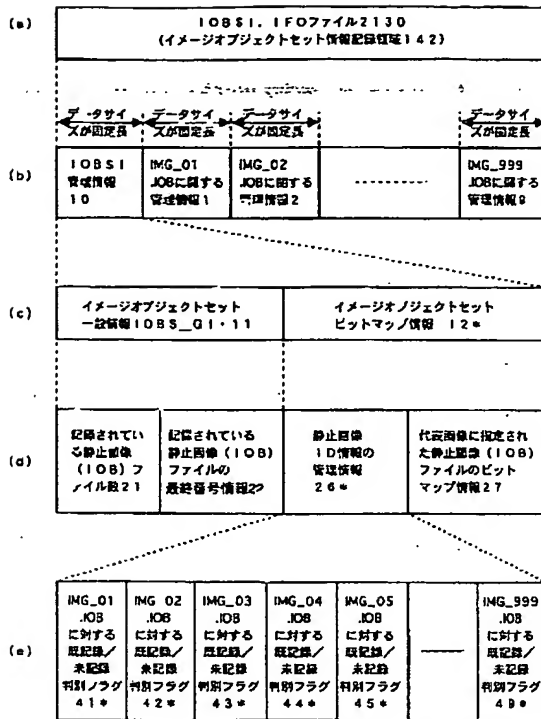 (a)
IOBSI.IFOファイル2130
(イメージオブジェクトセット情報記録領域142)
データサイ
ズが固定長
データサイ
ズが固定長
データサイ
ズが固定長
データサイ
ズが固定長
(b)
IOBSI
管理情報
10
IMG_01
.IOBに関する
管理情報1
IMG_02
.IOBに関する
管理情報2
IMG_999
.IOBに関する
管理情報9
(c)
イメージオブジェクトセット
一般情報IOBS_GI・11
イメージオブジェクトセット
ビットマップ情報 12*
(d)
記録されてい
る静止画像
(IOB)フ
ァイル数21
記録されている
静止画像(IOB)
ファイルの
最終番号情報22
静止画像
ID情報の
管理情報
26*
代表画像に指定され
た静止画像(IOB)
ファイルのビット
マップ情報27
(e)
IMG_01
.IOB
に対する
既記録/
未記録
判別フラグ
41*
IMG_02
.IOB
に対する
既記録/
未記録
判別フラグ
42*
IMG_03
.IOB
に対する
既記録/
未記録
判別フラグ
43*
IMG_04
.IOB
に対する
既記録/
未記録
判別フラグ
44*
IMG_05
.IOB
に対する
既記録/
未記録
判別フラグ
45*
IMG_999
.IOB
に対する
既記録/
未記録
判別フラグ
49*